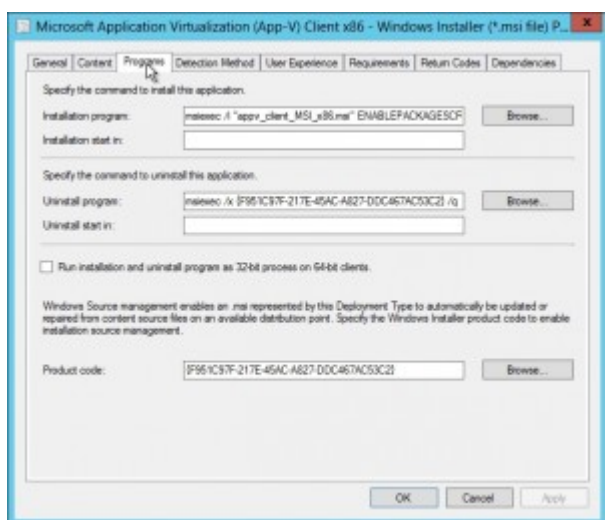 Microsoft Application Virtualization (App-V) Client x86 - Windows Installer (*.msi file) P...
General Content Programs Detection Method User Experience Requirements Return Codes Dependencies
Specify the command to install this application.
Installation program: msiexec /i "appv_client_MSI_x86.msi" ENABLEPACKAGESCF Browse...
Installation start in:
Specify the command to uninstall this application.
Uninstall program: msiexec /x {F951C97F-217E-45AC-A827-DDC467AC53C2} /q Browse...
Uninstall start in:
Run installation and uninstall program as 32-bit process on 64-bit clients.
Windows Source management enables an .msi represented by this Deployment Type to automatically be updated or
repaired from content source files on an available distribution point. Specify the Windows Installer product code to enable
installation source management.
Product code: {F951C97F-217E-45AC-A827-DDC467AC53C2} Browse...
OK Cancel Apply